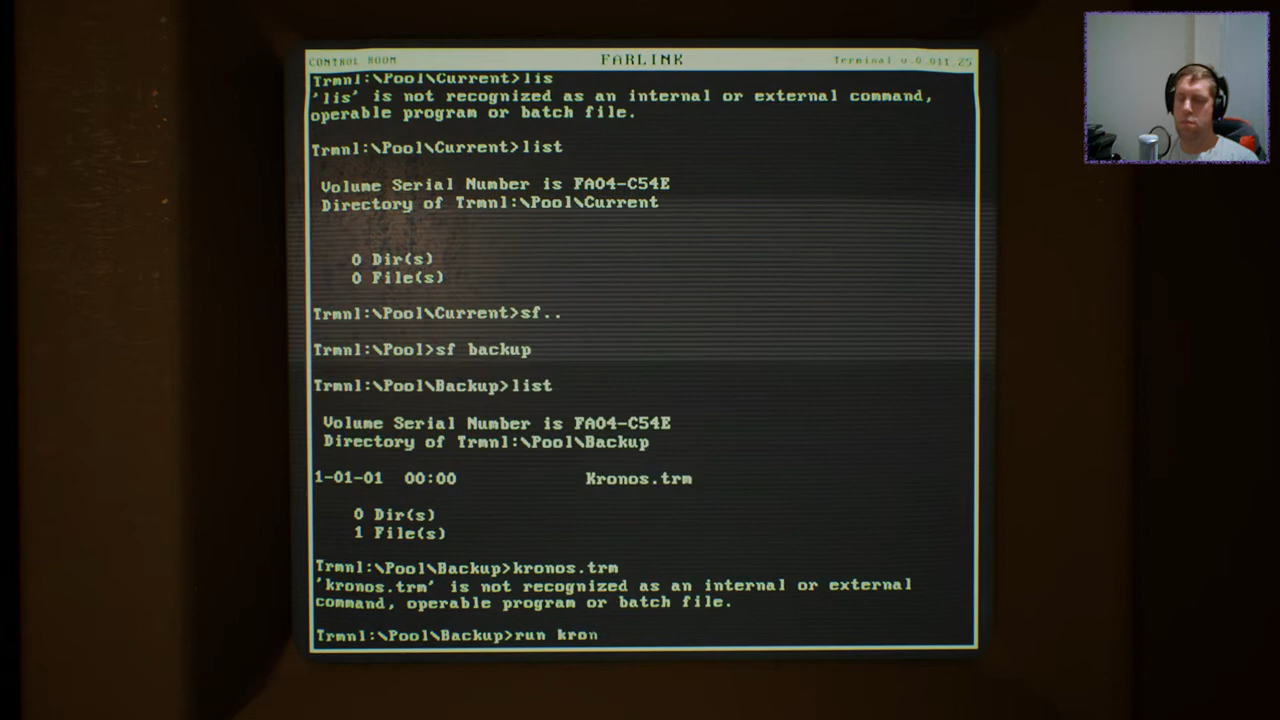 CONTROL ROOM FARLINK Terminal v.0.011.25
Trmnl:\Pool\Current>lis
'lis' is not recognized as an internal or external command,
operable program or batch file.
Trmnl:\Pool\Current>list
Volume Serial Number is FA04-C54E
Directory of Trmnl:\Pool\Current
0 Dir(s)
0 File(s)
Trmnl:\Pool\Current>sf..
Trmnl:\Pool>sf backup
Trmnl:\Pool\Backup>list
Volume Serial Number is FA04-C54E
Directory of Trmnl:\Pool\Backup
1-01-01 00:00 Kronos.trm
0 Dir(s)
1 File(s)
Trmnl:\Pool\Backup>kronos.trm
'kronos.trm' is not recognized as an internal or external
command, operable program or batch file.
Trmnl:\Pool\Backup>run kron